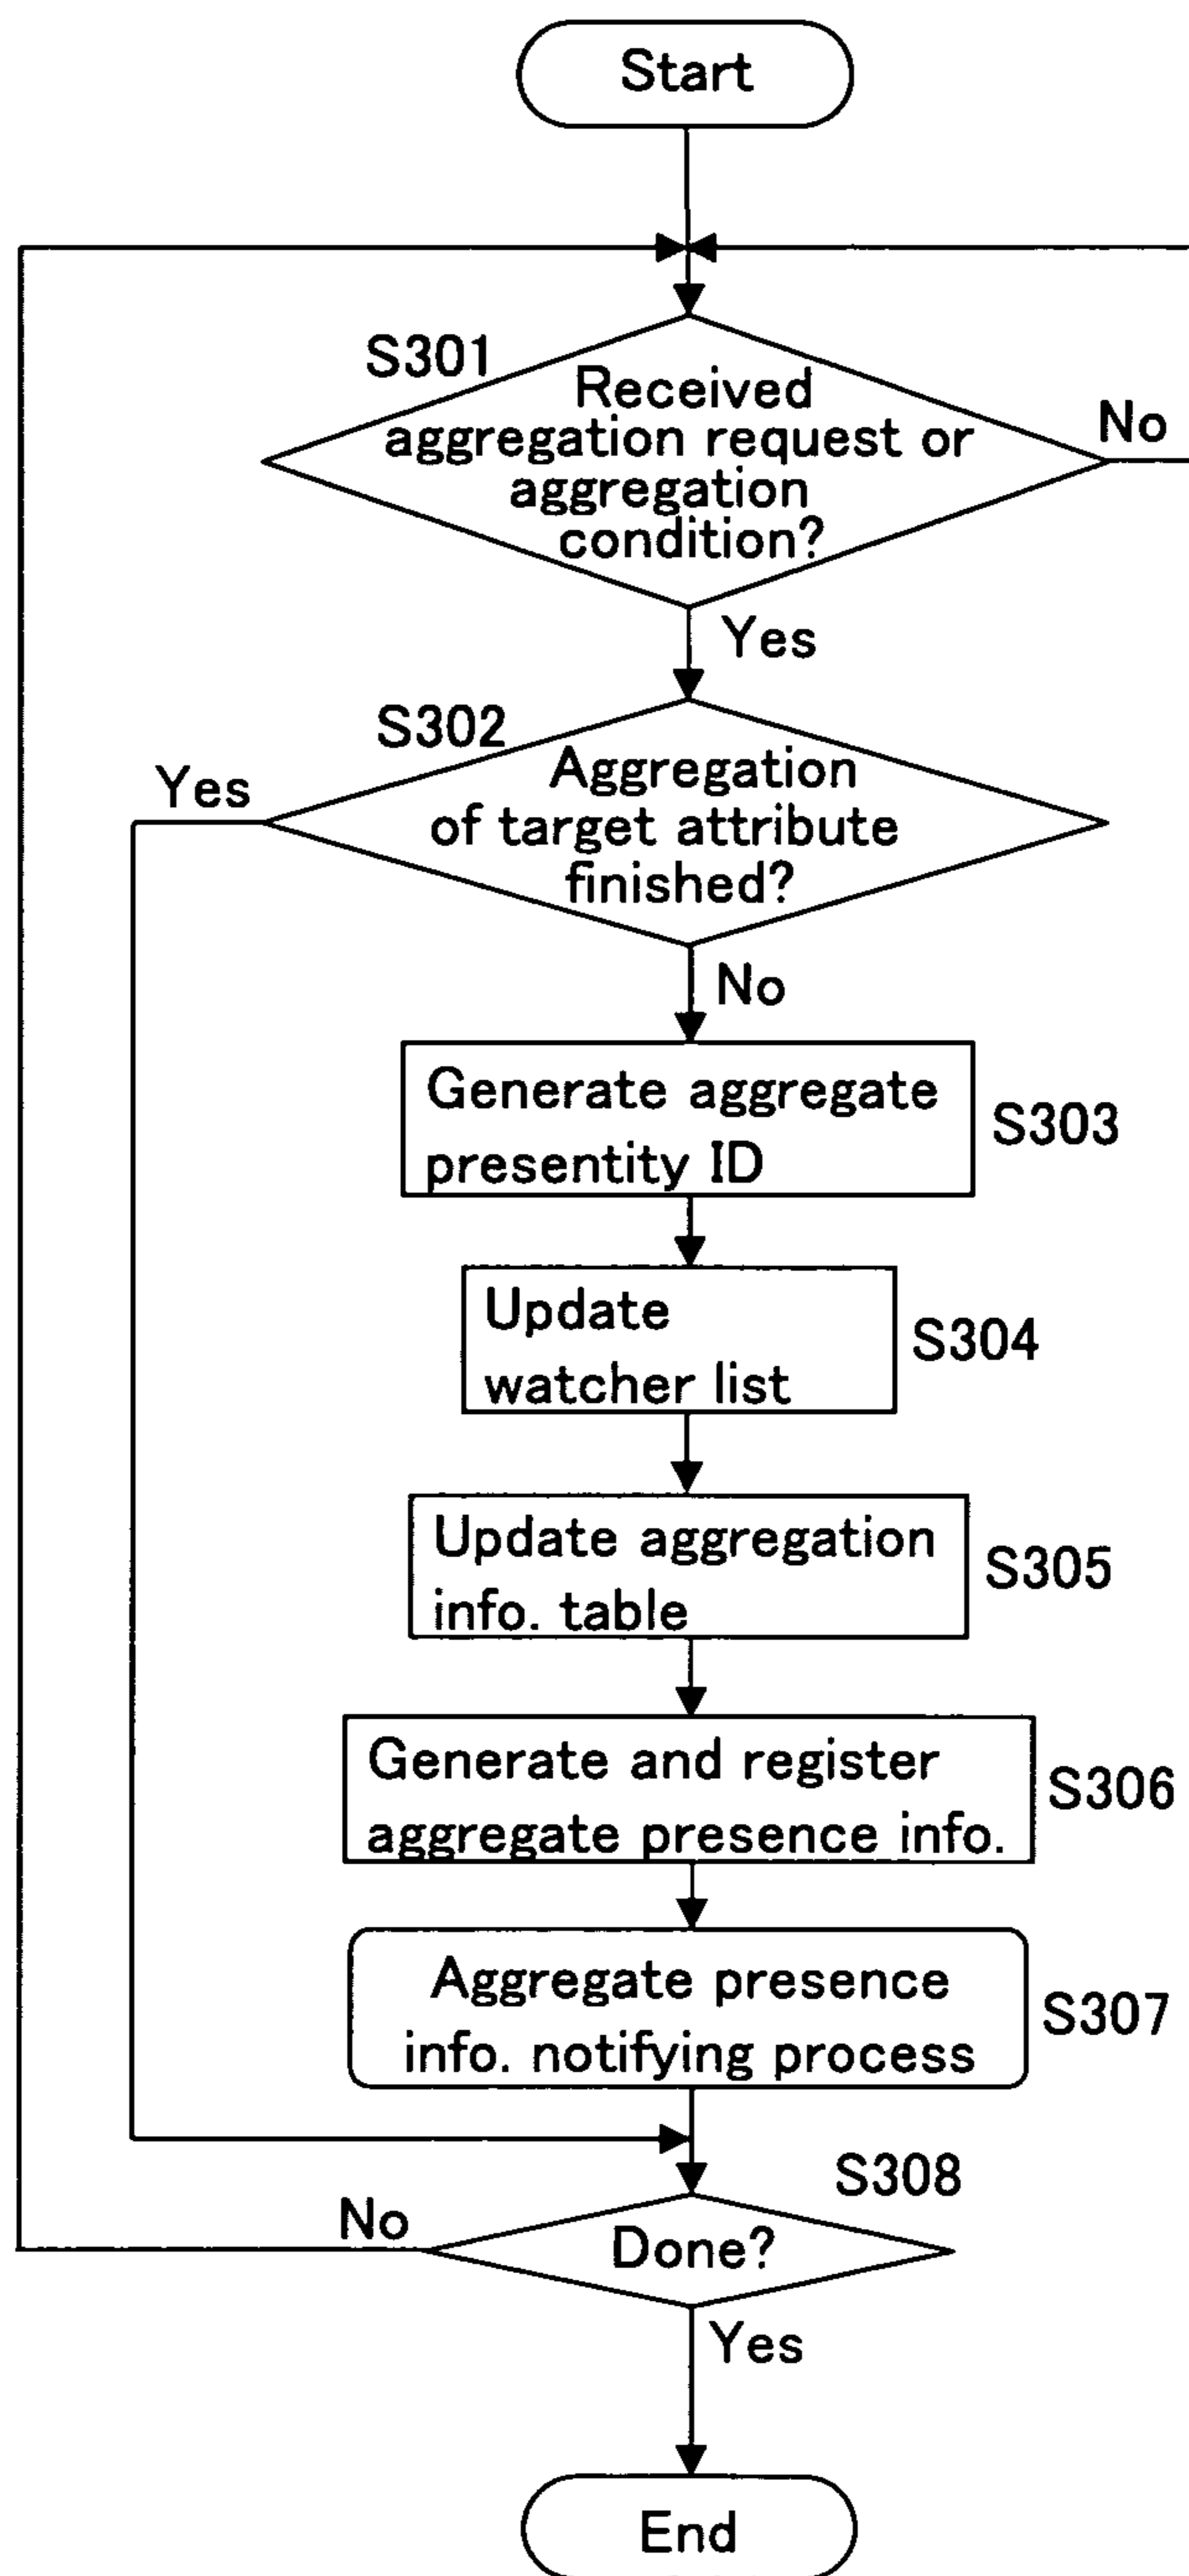 Start
S301
Received
aggregation request or
aggregation
condition?
No
Yes
S302
Yes
Aggregation
of target attribute
finished?
No
Generate aggregate
presentity ID
S303
Update
watcher list
S304
Update aggregation
info. table
S305
Generate and register
aggregate presence info.
S306
Aggregate presence
info. notifying process
S307
S308
No
Done?
Yes
End